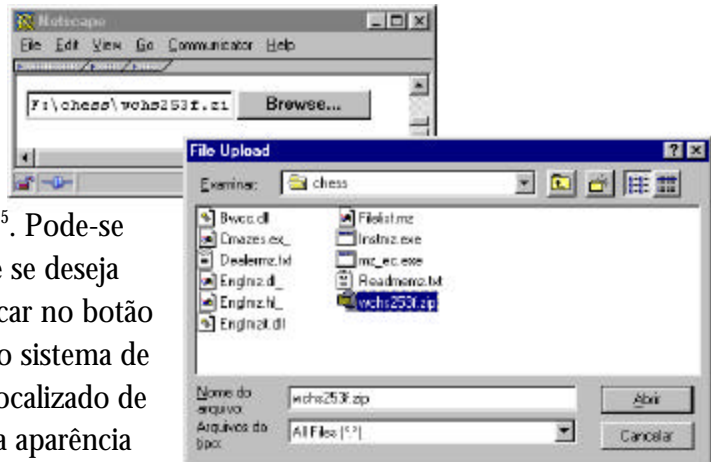 Netscape
File Edit View Go Communicator Help
F:\chess\wchs253f.zi Browse...
File Upload
Examinar: chess
Bwcc.dll
Cmazes.ex_
Dealermz.txt
Englmz.dl_
Englmz.hl_
Filelist.mz
Instmz.exe
mz_ec.exe
Readmemz.txt
wchs253f.zip
Nome do arquivo: wchs253f.zip Abrir
Arquivos do tipo: All Files (*.*) Cancelar
5. Pode-se
e se deseja
car no botão
o sistema de
ocalizado de
a aparência